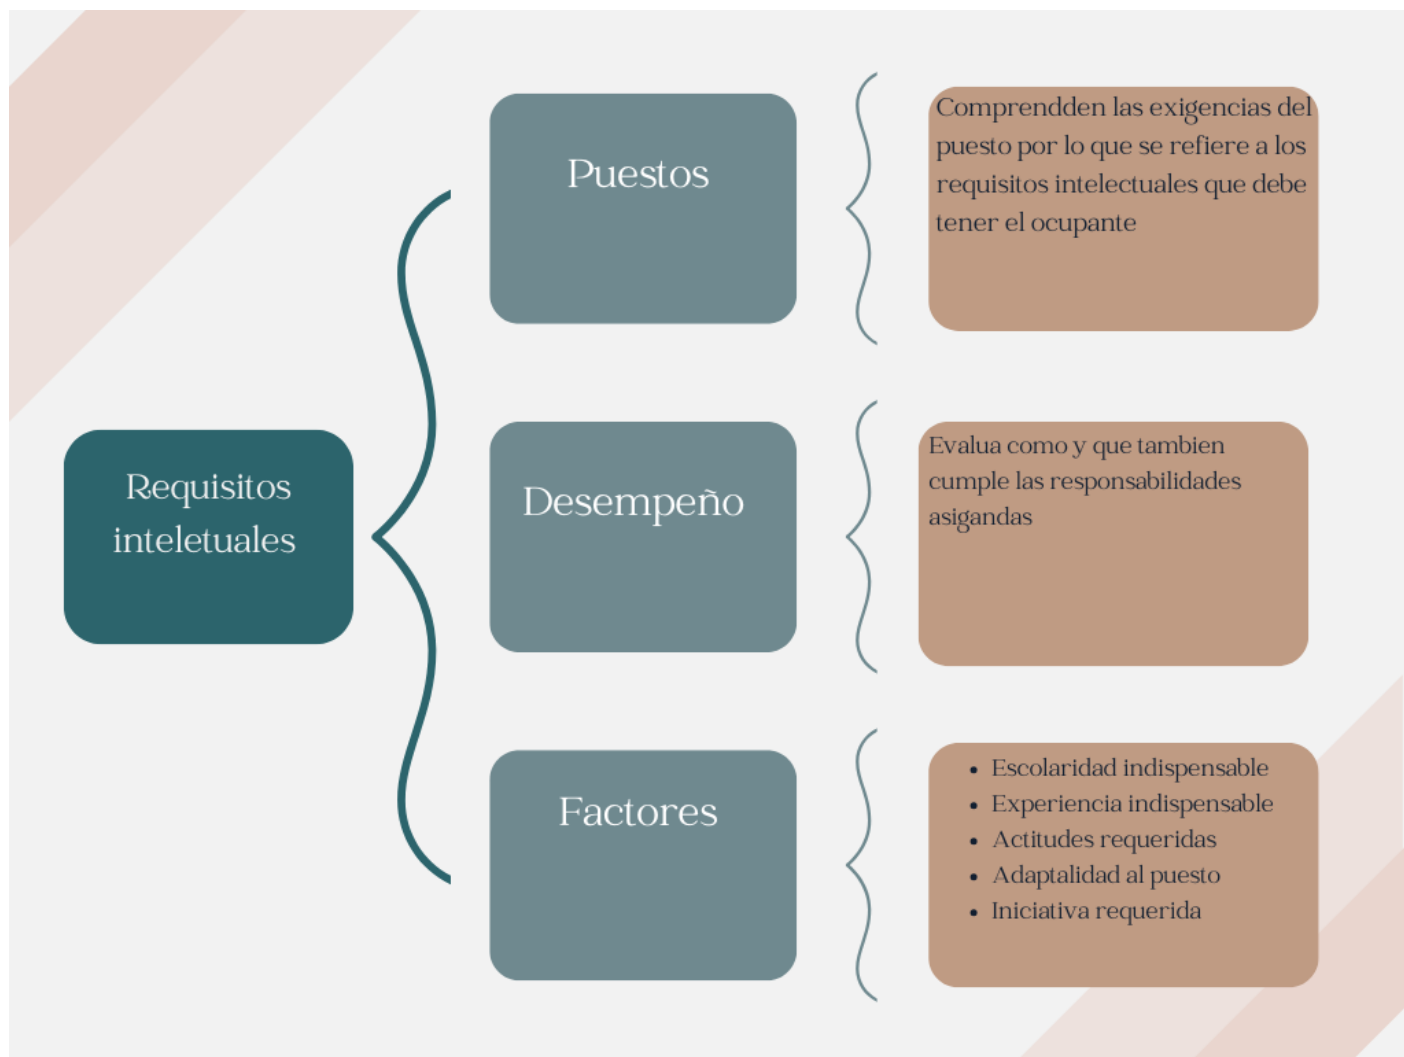 Requisitos
inteletuales
Puestos
Comprendden las exigencias del
puesto por lo que se refiere a los
requisitos intelectuales que debe
tener el ocupante
Desempeño
Evalua como y que tambien
cumple las responsabilidades
asigandas
Factores
• Escolaridad indispensable
• Experiencia indispensable
• Actitudes requeridas
• Adaptalidad al puesto
• Iniciativa requerida